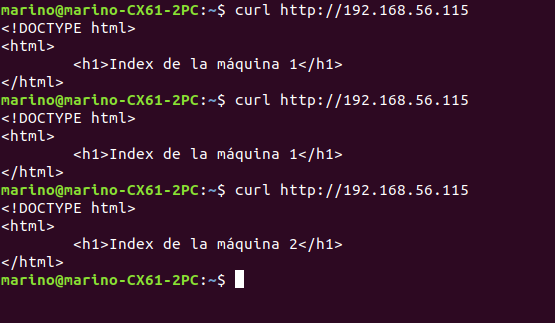 marino@marino-CX61-2PC:~$ curl http://192.168.56.115
<!DOCTYPE html>
<html>
        <h1>Index de la máquina 1</h1>
</html>
marino@marino-CX61-2PC:~$ curl http://192.168.56.115
<!DOCTYPE html>
<html>
        <h1>Index de la máquina 1</h1>
</html>
marino@marino-CX61-2PC:~$ curl http://192.168.56.115
<!DOCTYPE html>
<html>
        <h1>Index de la máquina 2</h1>
</html>
marino@marino-CX61-2PC:~$